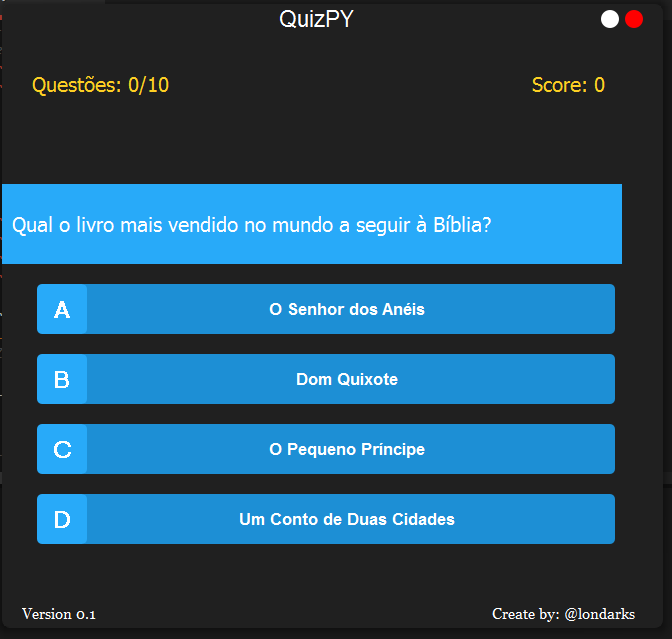 QuizPY
Questões: 0/10 Score: 0
Qual o livro mais vendido no mundo a seguir à Bíblia?
A O Senhor dos Anéis
B Dom Quixote
C O Pequeno Príncipe
D Um Conto de Duas Cidades
Version 0.1 Create by: @londarks